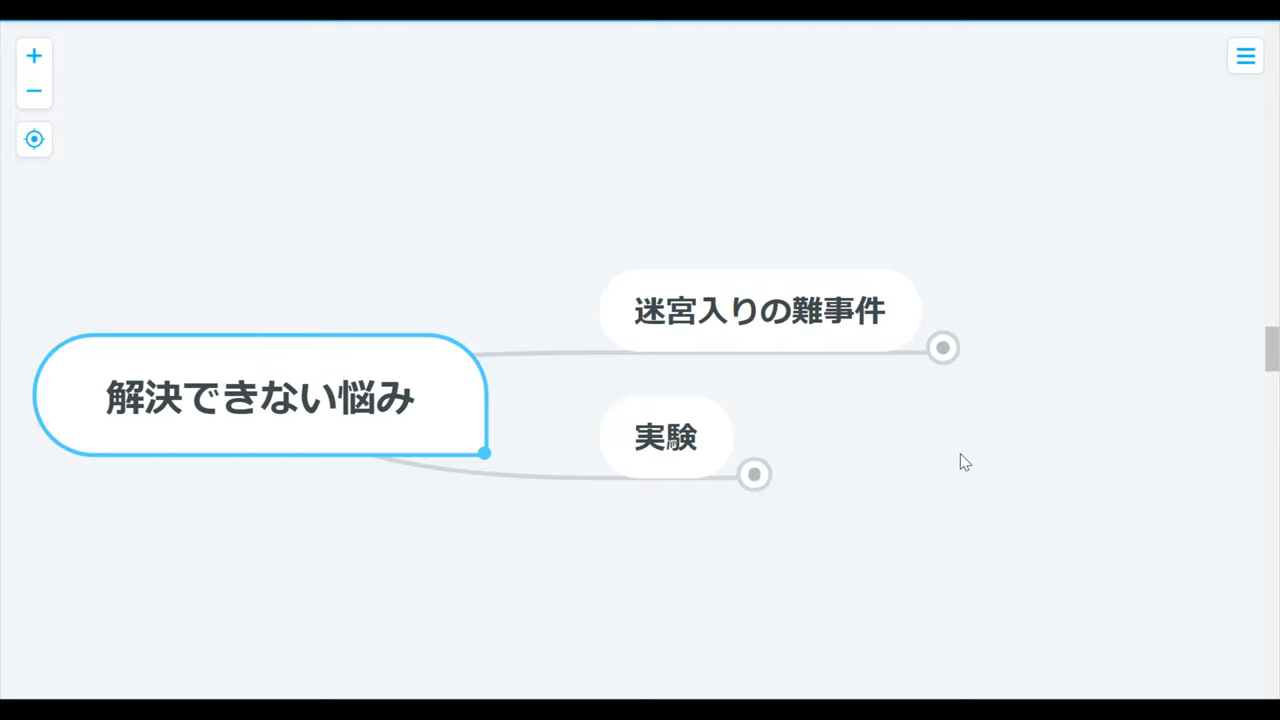 迷宮入りの難事件
解決できない悩み
実験